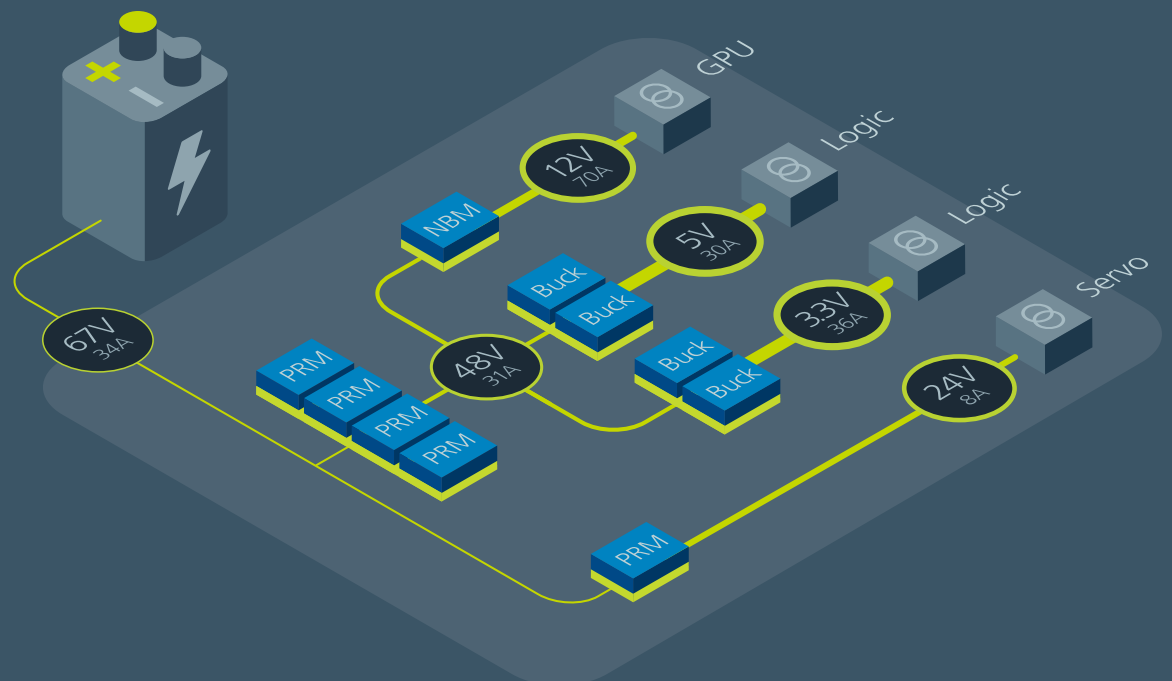 GPU
Logic
Logic
Servo
12V
70A
5V
30A
3.3V
36A
24V
8A
NBM
Buck
Buck
Buck
Buck
67V
34A
48V
31A
PRM
PRM
PRM
PRM
PRM